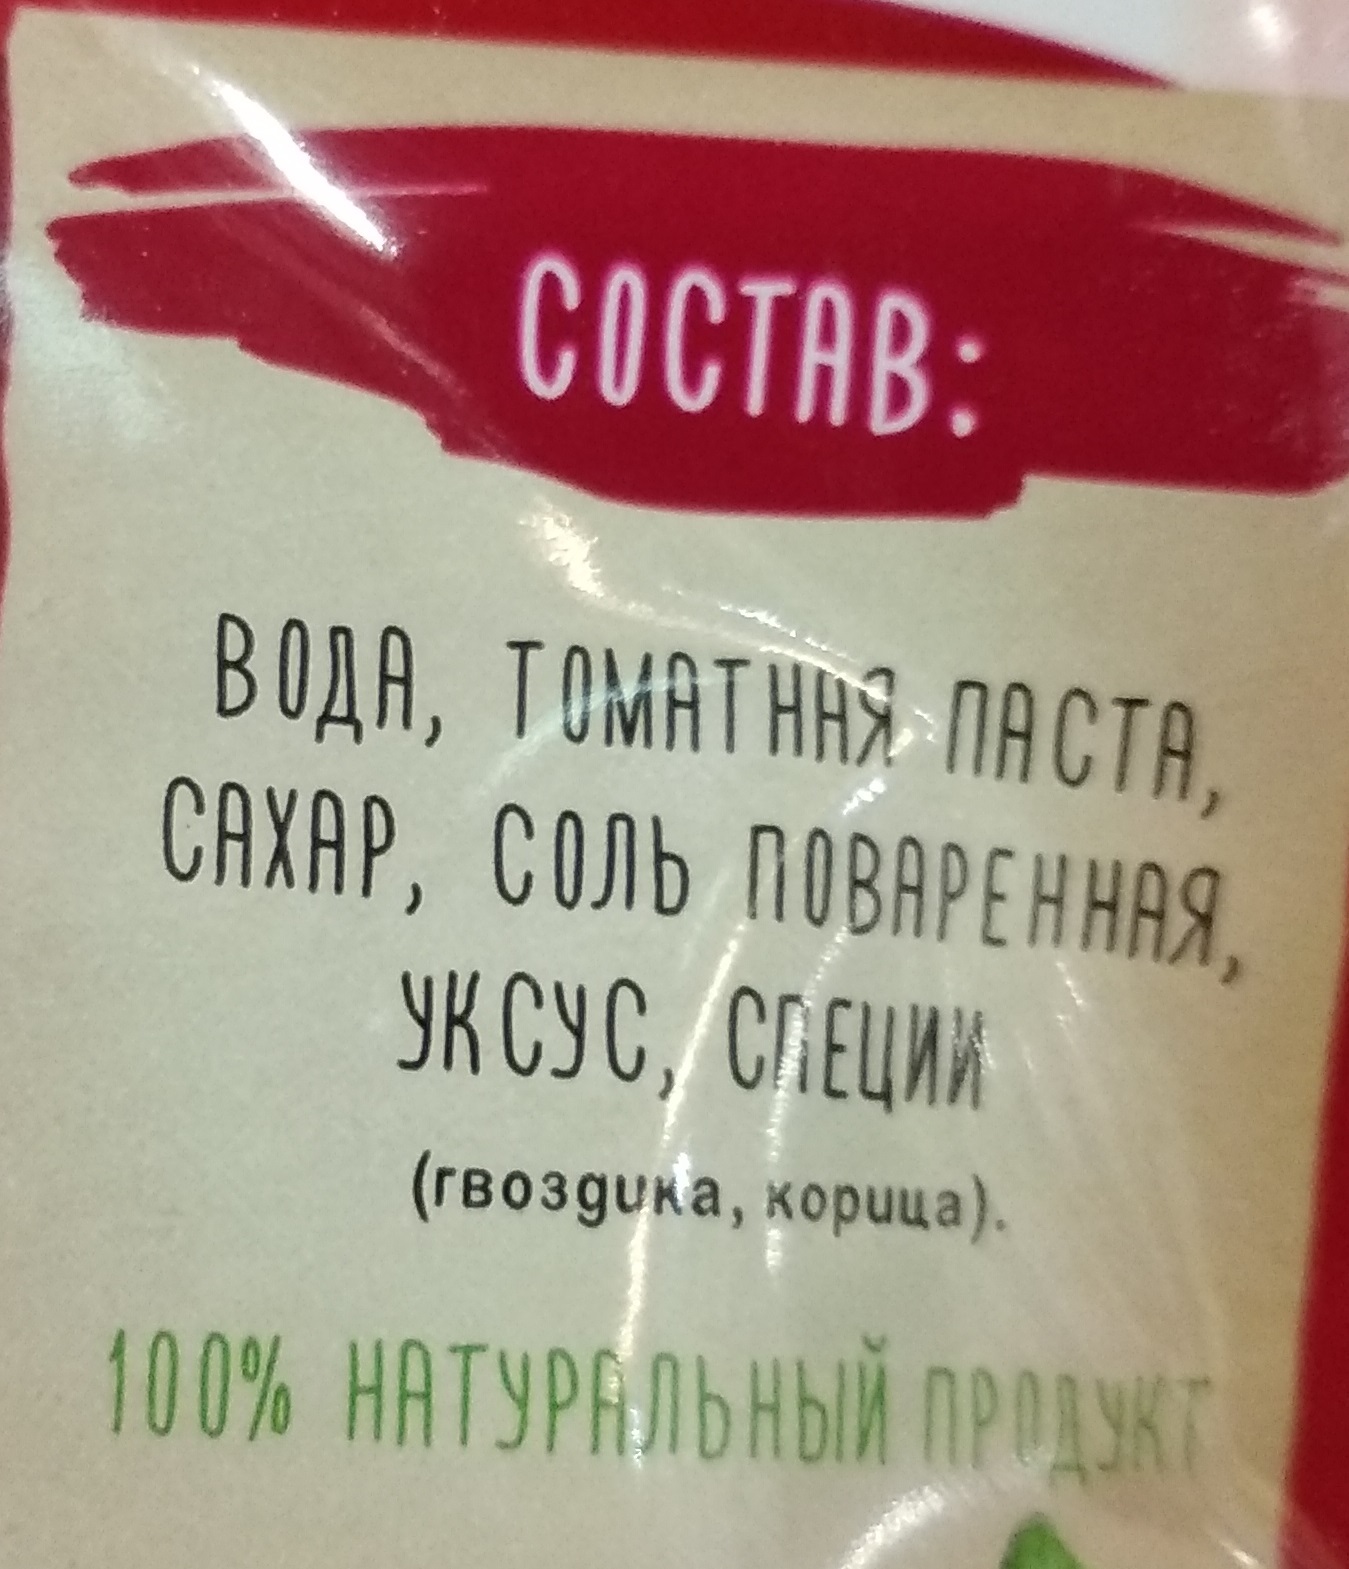 СОСТАВ:
ВОДА, ТОМАТНАЯ ПАСТА,
САХАР, СОЛЬ ПОВАРЕННАЯ,
УКСУС, СПЕЦИИ
(гвоздика, корица).
100% НАТУРАЛЬНЫЙ ПРОДУКТ